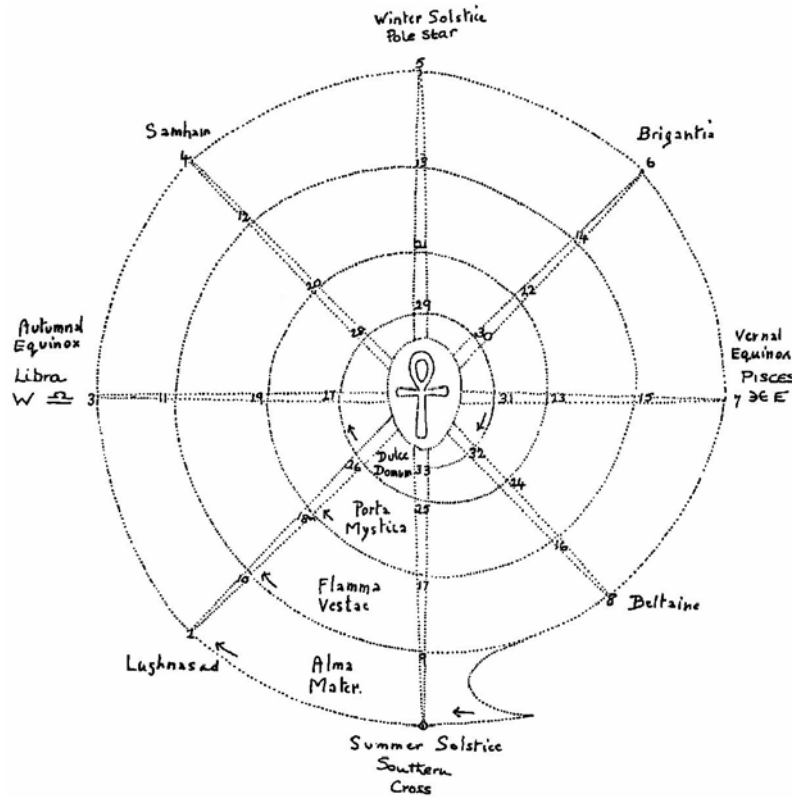 Winter Solstice
Pole Star
5
Samhain
Brigantia
4
6
13
12
14
21
20
22
29
28
30
Autumnal
Equinox
Libra
W ♎
Vernal
Equinox
PISCES
♓ E
3
11
19
27
31
23
15
7
Dulce
Domum
26
33
32
24
25
Porta
Mystica
18
16
10
17
Flamma
Vestae
8
Beltaine
2
9
Lughnasad
Alma
Mater.
1
Summer Solstice
Southern
Cross